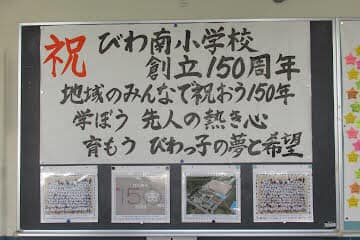 祝 びわ南小学校
創立150周年
地域のみんなで祝おう150年
学ぼう 先人の熱き心
育もう びわっ子の夢と希望
150